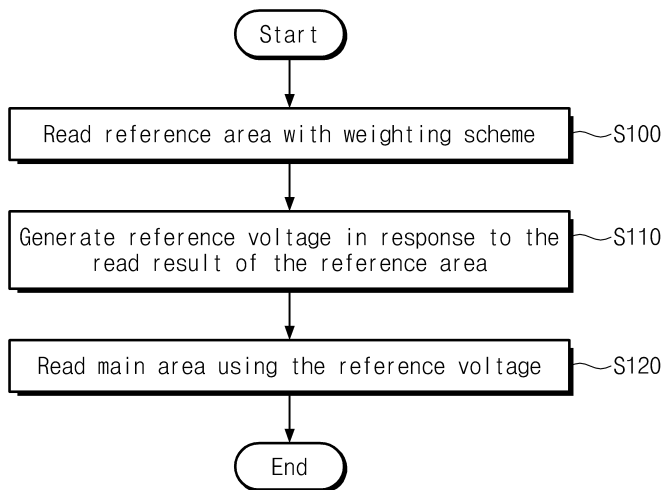 Start
Read reference area with weighting scheme
S100
Generate reference voltage in response to the
read result of the reference area
S110
Read main area using the reference voltage
S120
End